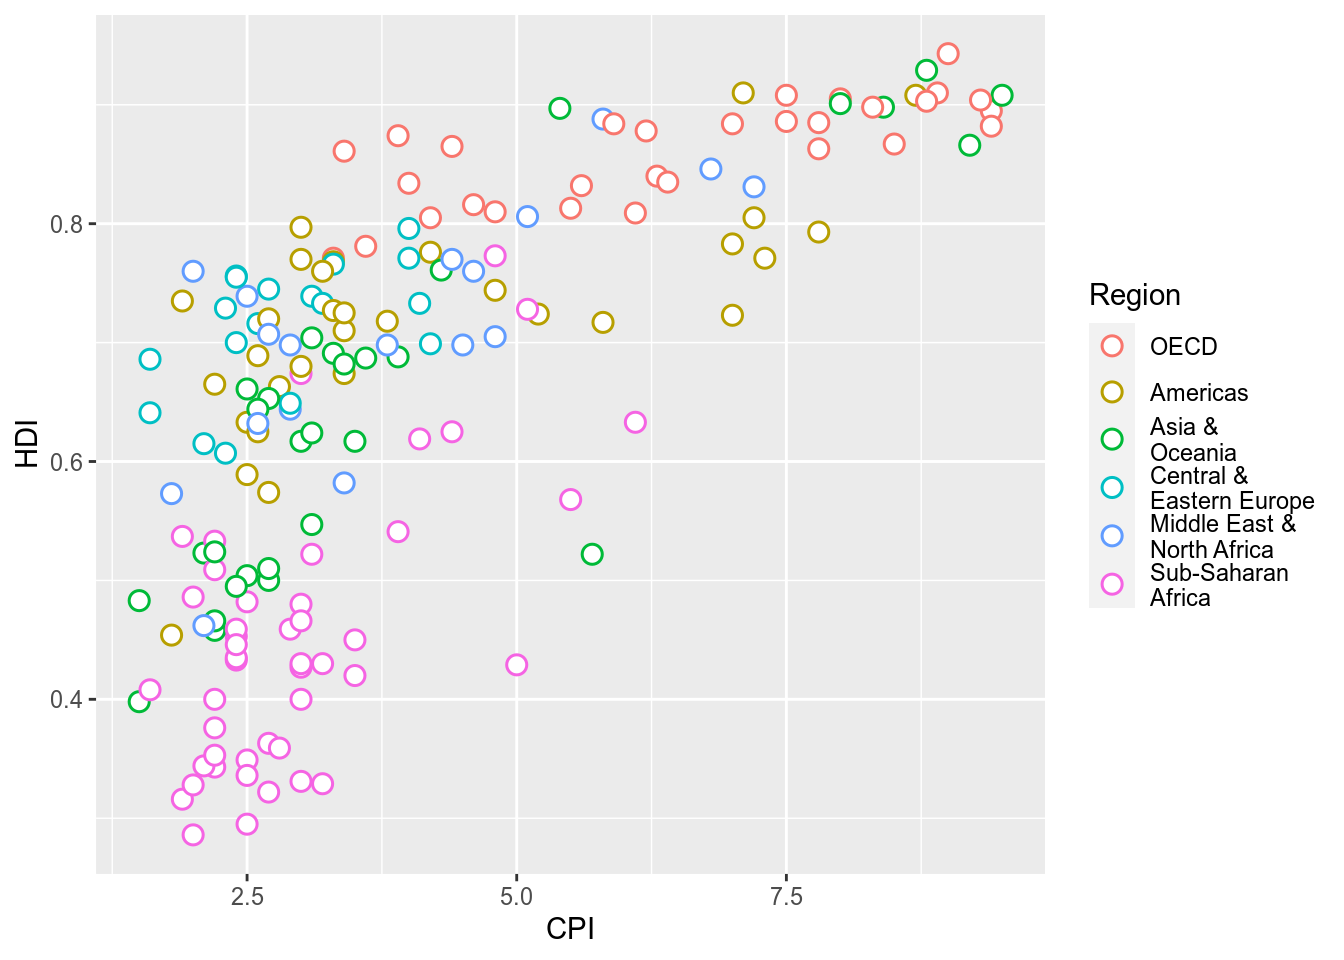 HDI
0.8
0.6
0.4
2.5
5.0
7.5
CPI
Region
OECD
Americas
Asia &
Oceania
Central &
Eastern Europe
Middle East &
North Africa
Sub-Saharan
Africa